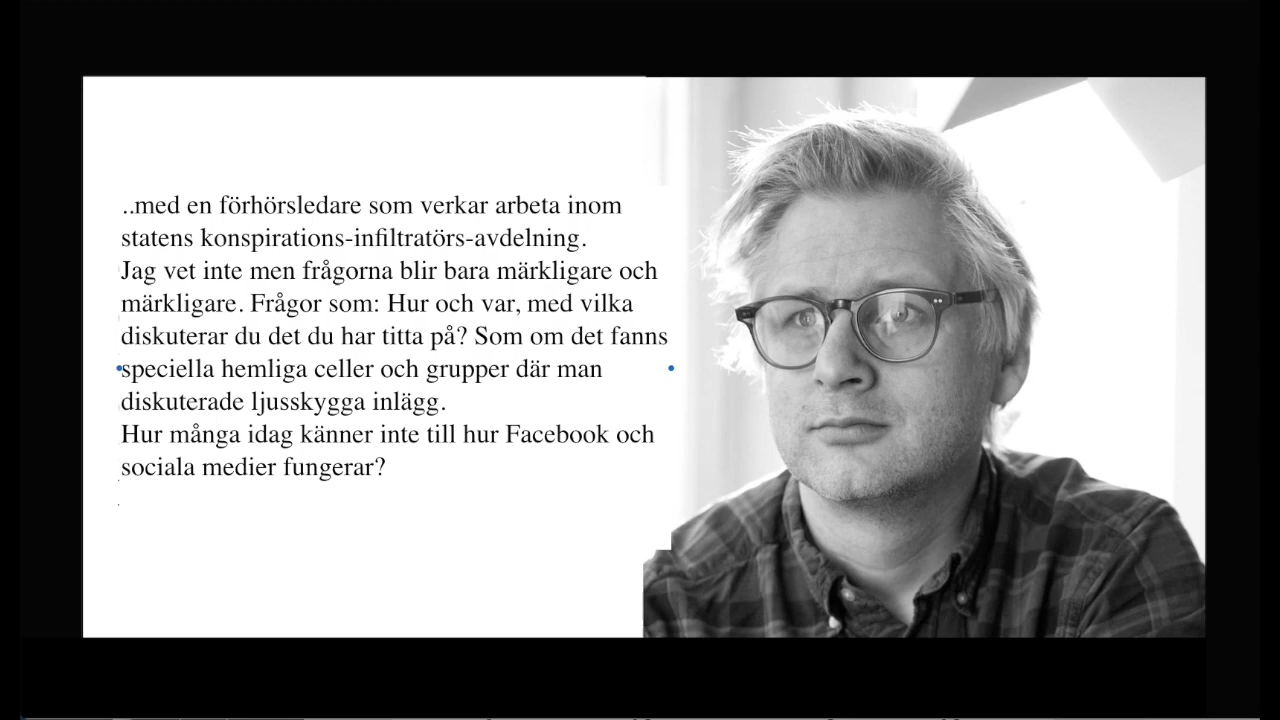 ..med en förhörsledare som verkar arbeta inom
statens konspirations-infiltratörs-avdelning.
Jag vet inte men frågorna blir bara märkligare och
märkligare. Frågor som: Hur och var, med vilka
diskuterar du det du har titta på? Som om det fanns
speciella hemliga celler och grupper där man
diskuterade ljusskygga inlägg.
Hur många idag känner inte till hur Facebook och
sociala medier fungerar?